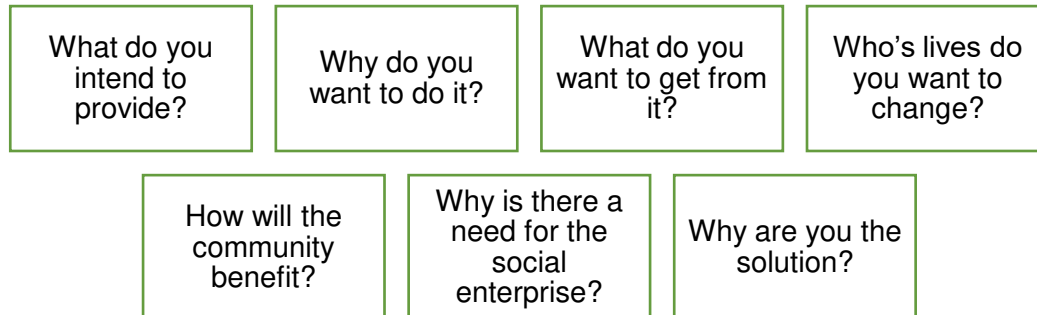 What do you
intend to
provide?
Why do you
want to do it?
What do you
want to get from
it?
Who’s lives do
you want to
change?
How will the
community
benefit?
Why is there a
need for the
social
enterprise?
Why are you the
solution?